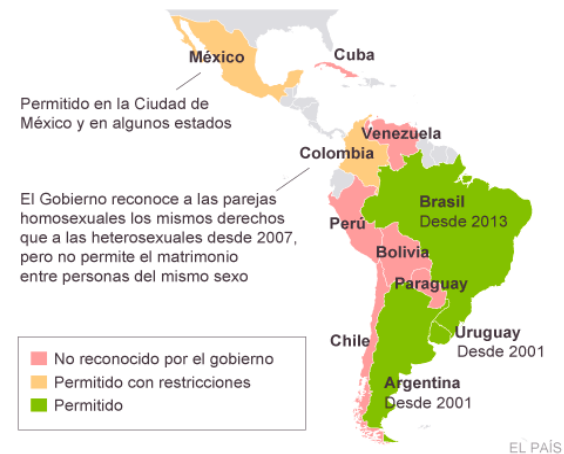 México
Cuba
Permitido en la Ciudad de
México y en algunos estados
Venezuela
Colombia
El Gobierno reconoce a las parejas
homosexuales los mismos derechos
que a las heterosexuales desde 2007,
pero no permite el matrimonio
entre personas del mismo sexo
Brasil
Desde 2013
Perú
Bolivia
Paraguay
Chile
Uruguay
Desde 2001
Argentina
Desde 2001
No reconocido por el gobierno
Permitido con restricciones
Permitido
EL PAÍS